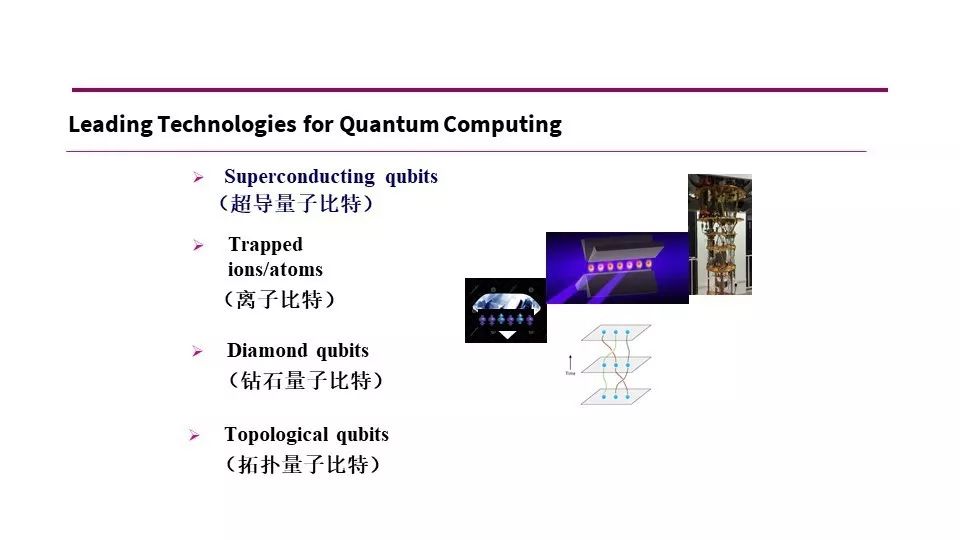 Leading Technologies for Quantum Computing
Superconducting qubits
（超导量子比特）
Trapped
ions/atoms
（离子比特）
Diamond qubits
（钻石量子比特）
Topological qubits
（拓扑量子比特）
Time